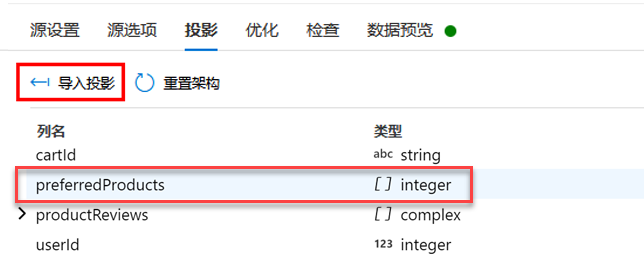 源设置 源选项 投影 优化 检查 数据预览
导入投影 重置架构
列名 类型
cartId abc string
preferredProducts [ ] integer
productReviews [ ] complex
userId 123 integer